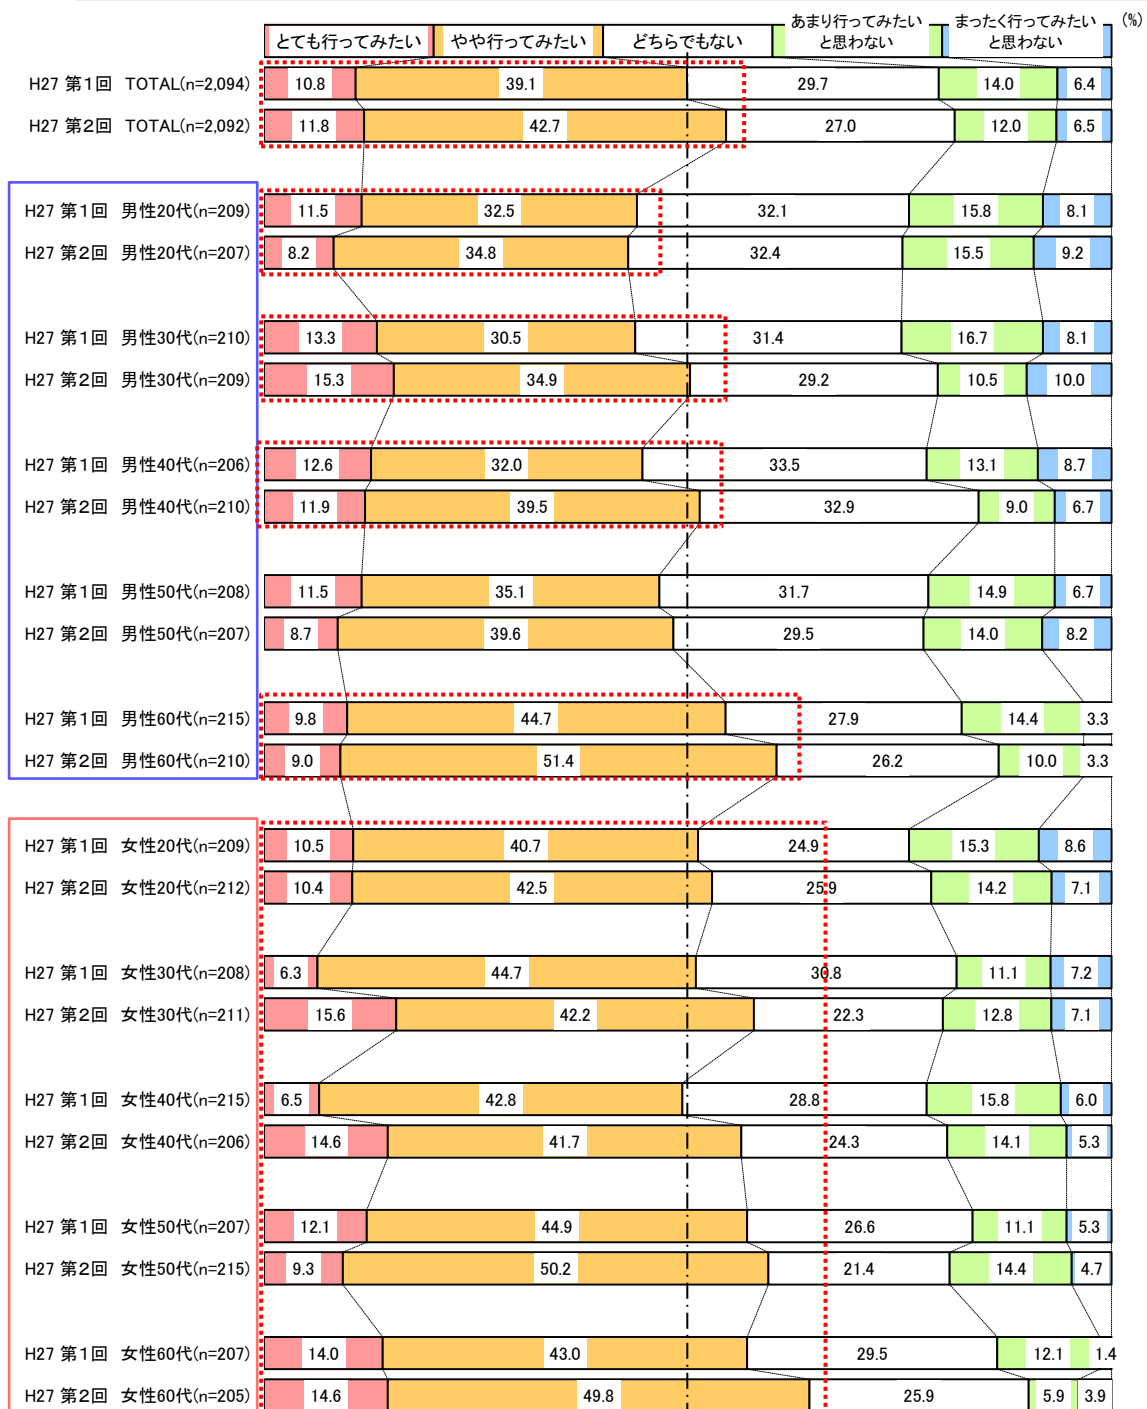 (%)
とても行ってみたい やや行ってみたい どちらでもない あまり行ってみたいと思わない まったく行ってみたいと思わない
H27 第1回 TOTAL(n=2,094) 10.8 39.1 29.7 14.0 6.4
H27 第2回 TOTAL(n=2,092) 11.8 42.7 27.0 12.0 6.5
H27 第1回 男性20代(n=209) 11.5 32.5 32.1 15.8 8.1
H27 第2回 男性20代(n=207) 8.2 34.8 32.4 15.5 9.2
H27 第1回 男性30代(n=210) 13.3 30.5 31.4 16.7 8.1
H27 第2回 男性30代(n=209) 15.3 34.9 29.2 10.5 10.0
H27 第1回 男性40代(n=206) 12.6 32.0 33.5 13.1 8.7
H27 第2回 男性40代(n=210) 11.9 39.5 32.9 9.0 6.7
H27 第1回 男性50代(n=208) 11.5 35.1 31.7 14.9 6.7
H27 第2回 男性50代(n=207) 8.7 39.6 29.5 14.0 8.2
H27 第1回 男性60代(n=215) 9.8 44.7 27.9 14.4 3.3
H27 第2回 男性60代(n=210) 9.0 51.4 26.2 10.0 3.3
H27 第1回 女性20代(n=209) 10.5 40.7 24.9 15.3 8.6
H27 第2回 女性20代(n=212) 10.4 42.5 25.9 14.2 7.1
H27 第1回 女性30代(n=208) 6.3 44.7 30.8 11.1 7.2
H27 第2回 女性30代(n=211) 15.6 42.2 22.3 12.8 7.1
H27 第1回 女性40代(n=215) 6.5 42.8 28.8 15.8 6.0
H27 第2回 女性40代(n=206) 14.6 41.7 24.3 14.1 5.3
H27 第1回 女性50代(n=207) 12.1 44.9 26.6 11.1 5.3
H27 第2回 女性50代(n=215) 9.3 50.2 21.4 14.4 4.7
H27 第1回 女性60代(n=207) 14.0 43.0 29.5 12.1 1.4
H27 第2回 女性60代(n=205) 14.6 49.8 25.9 5.9 3.9